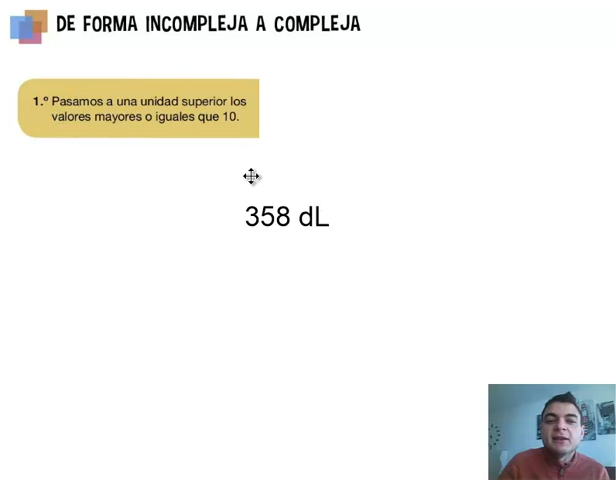 DE FORMA INCOMPLEJA A COMPLEJA
1.º Pasamos a una unidad superior los
valores mayores o iguales que 10.
358 dL